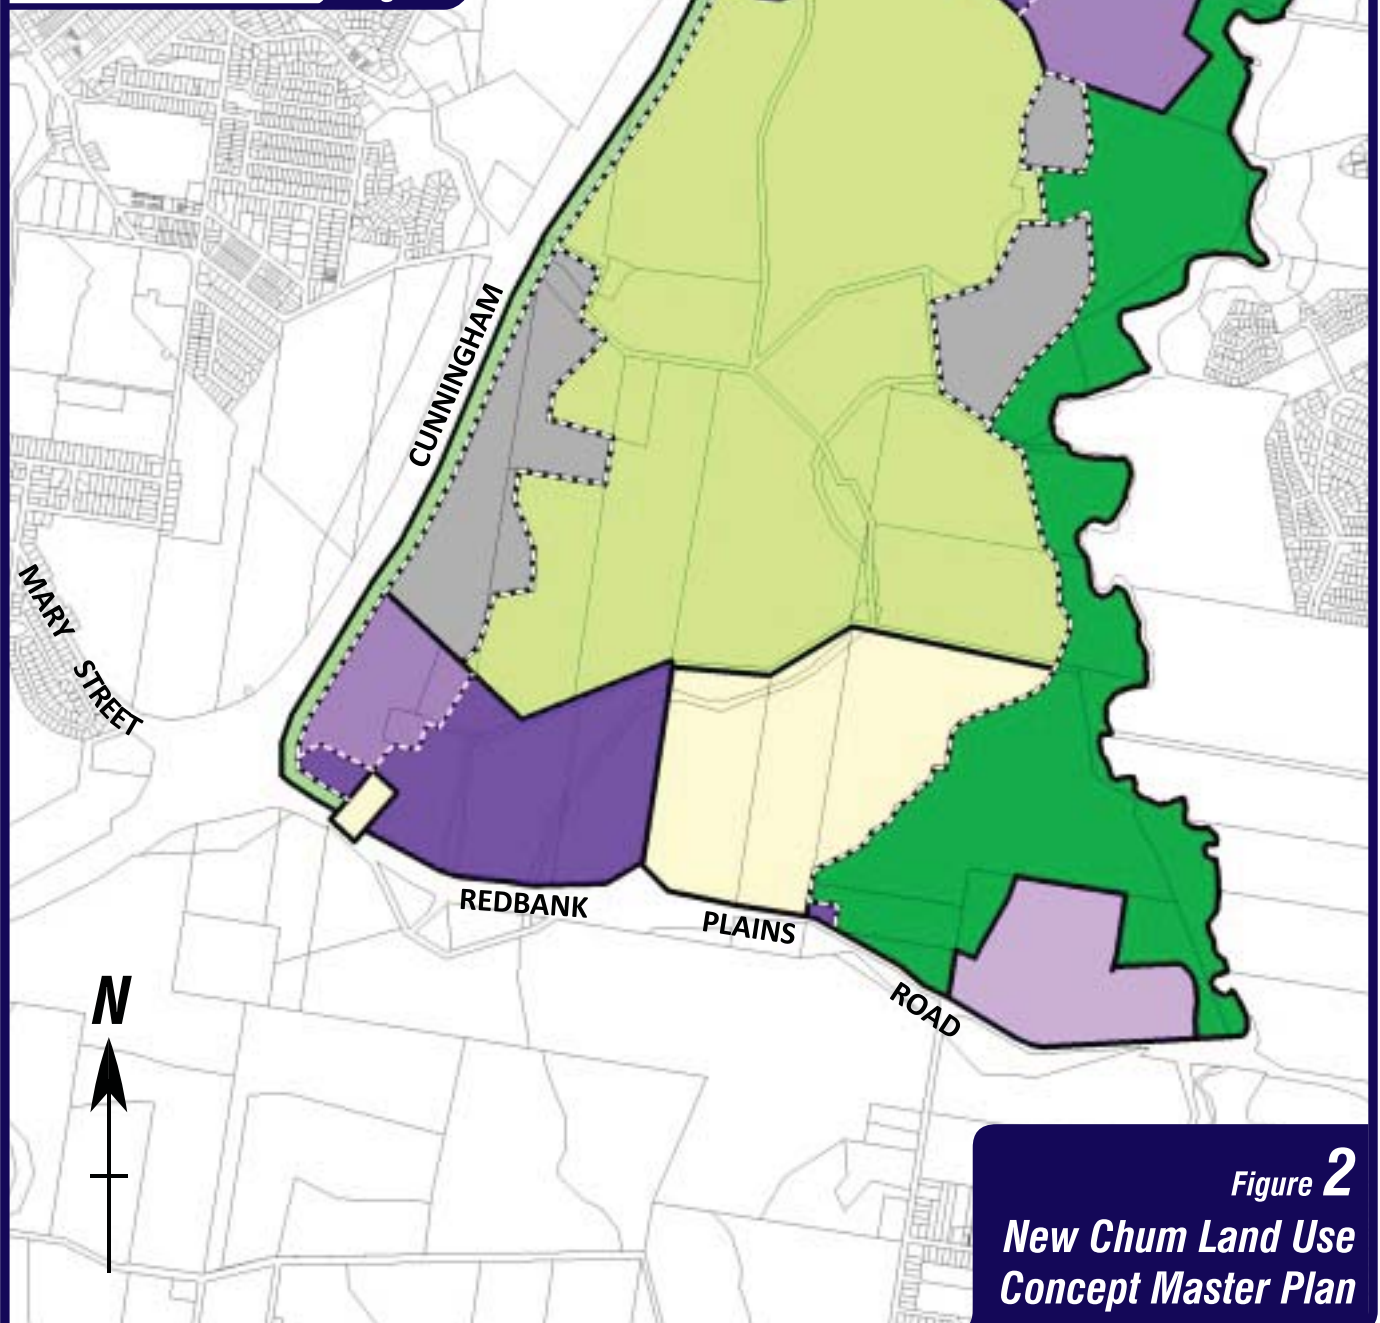 CUNNINGHAM
MARY STREET
REDBANK PLAINS ROAD
N
Figure 2
New Chum Land Use
Concept Master Plan